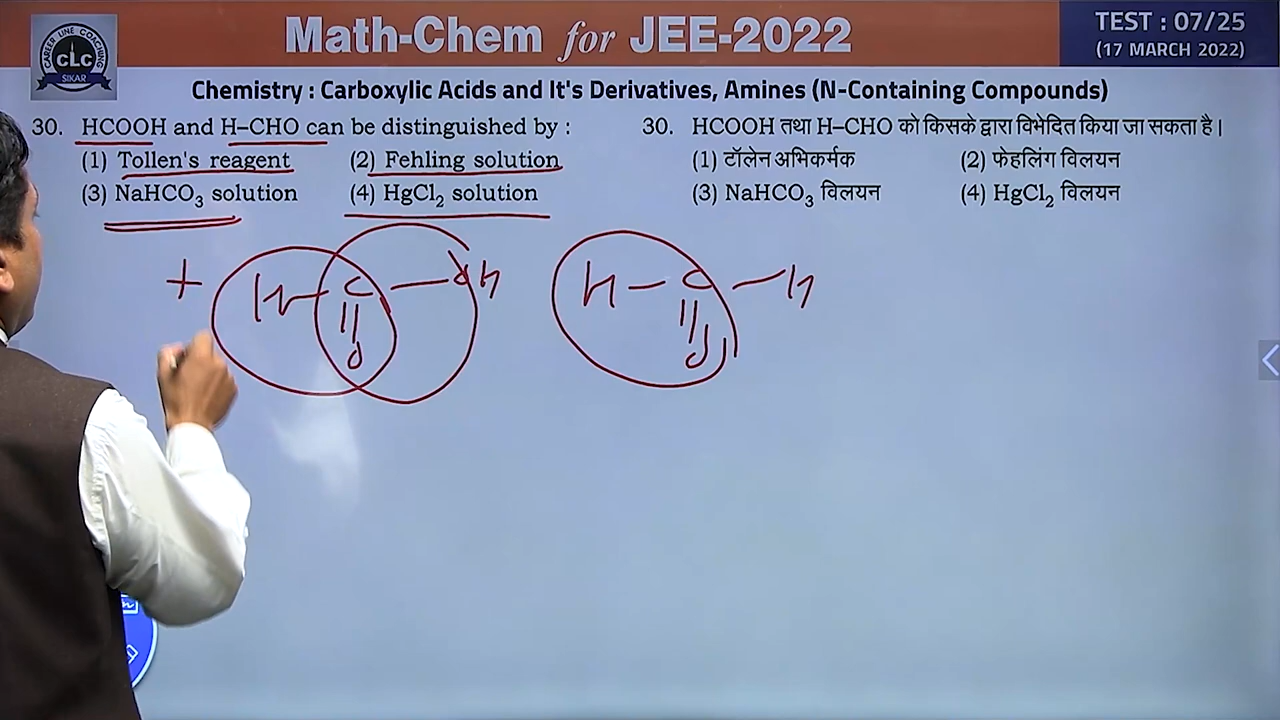 CAREER LINE COACHING
CLC
SIKAR
Math-Chem for JEE-2022
TEST : 07/25
(17 MARCH 2022)
Chemistry : Carboxylic Acids and It's Derivatives, Amines (N-Containing Compounds)
30. HCOOH and H–CHO can be distinguished by :
(1) Tollen's reagent (2) Fehling solution
(3) NaHCO₃ solution (4) HgCl₂ solution
30. HCOOH तथा H–CHO को किसके द्वारा विभेदित किया जा सकता है।
(1) टॉलेन अभिकर्मक (2) फेहलिंग विलयन
(3) NaHCO₃ विलयन (4) HgCl₂ विलयन
+ H – C – OH H – C – H
|| ||
O O